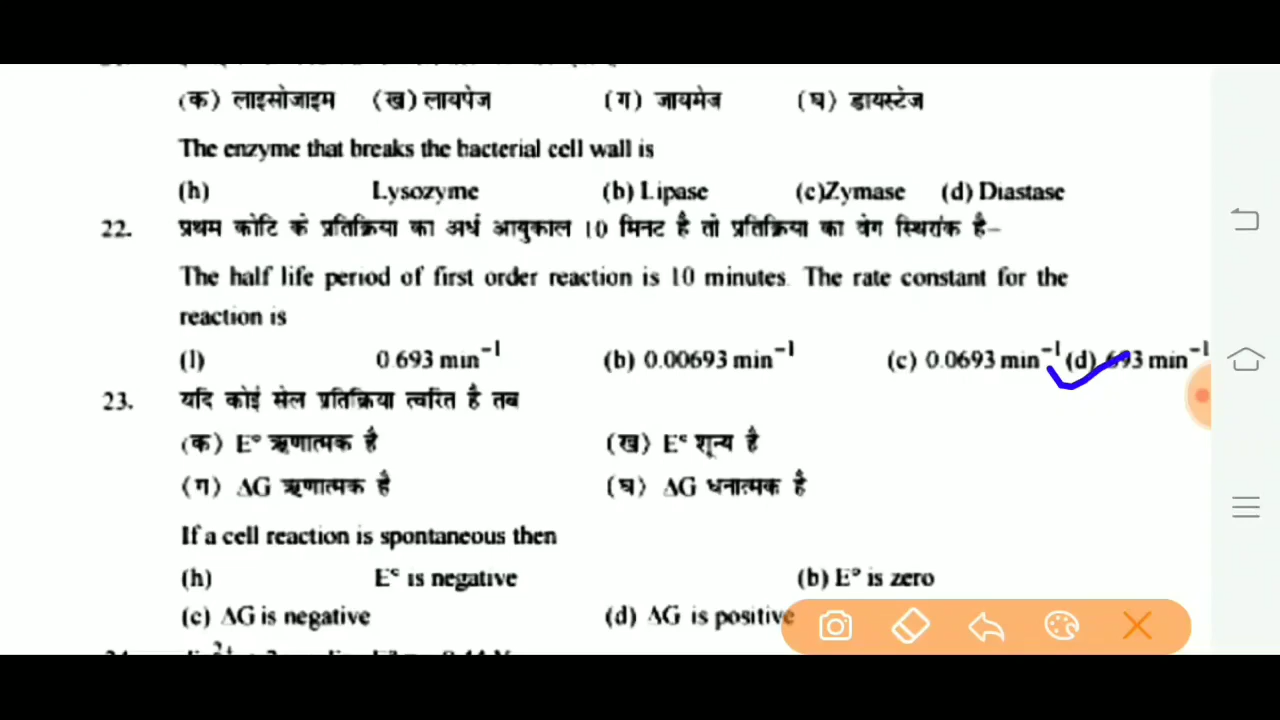 (क) लाइसोजाइम (ख) लायपेज (ग) जायमेज (घ) डायस्टेज
The enzyme that breaks the bacterial cell wall is
(h) Lysozyme (b) Lipase (c)Zymase (d) Diastase
22. प्रथम कोटि के प्रतिक्रिया का अर्ध आयुकाल 10 मिनट है तो प्रतिक्रिया का वेग स्थिरांक है–
The half life period of first order reaction is 10 minutes. The rate constant for the
reaction is
(l) 0.693 min⁻¹ (b) 0.00693 min⁻¹ (c) 0.0693 min⁻¹ (d) 693 min⁻¹
23. यदि कोई सेल प्रतिक्रिया त्वरित है तब
(क) E° ऋणात्मक है (ख) E° शून्य है
(ग) ΔG ऋणात्मक है (घ) ΔG धनात्मक है
If a cell reaction is spontaneous then
(h) E° is negative (b) E° is zero
(c) ΔG is negative (d) ΔG is positive